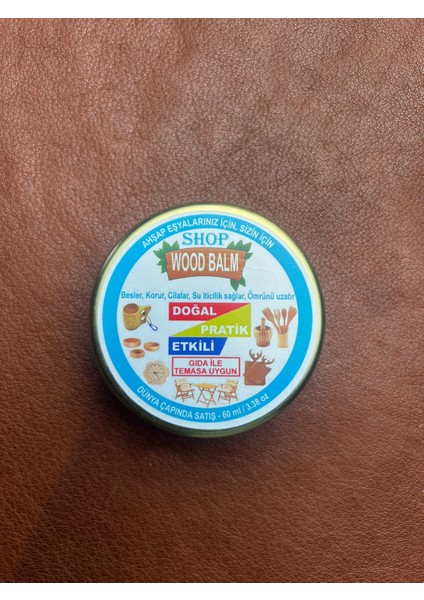 AHŞAP EŞYALARINIZ İÇİN, SİZİN İÇİN
SHOP
WOOD BALM
Besler, Korur, Cilalar, Su iticilik sağlar, Ömrünü uzatır
DOĞAL
PRATİK
ETKİLİ
GIDA İLE
TEMASA UYGUN
DÜNYA ÇAPINDA SATIŞ - 60 ml / 3.38 oz